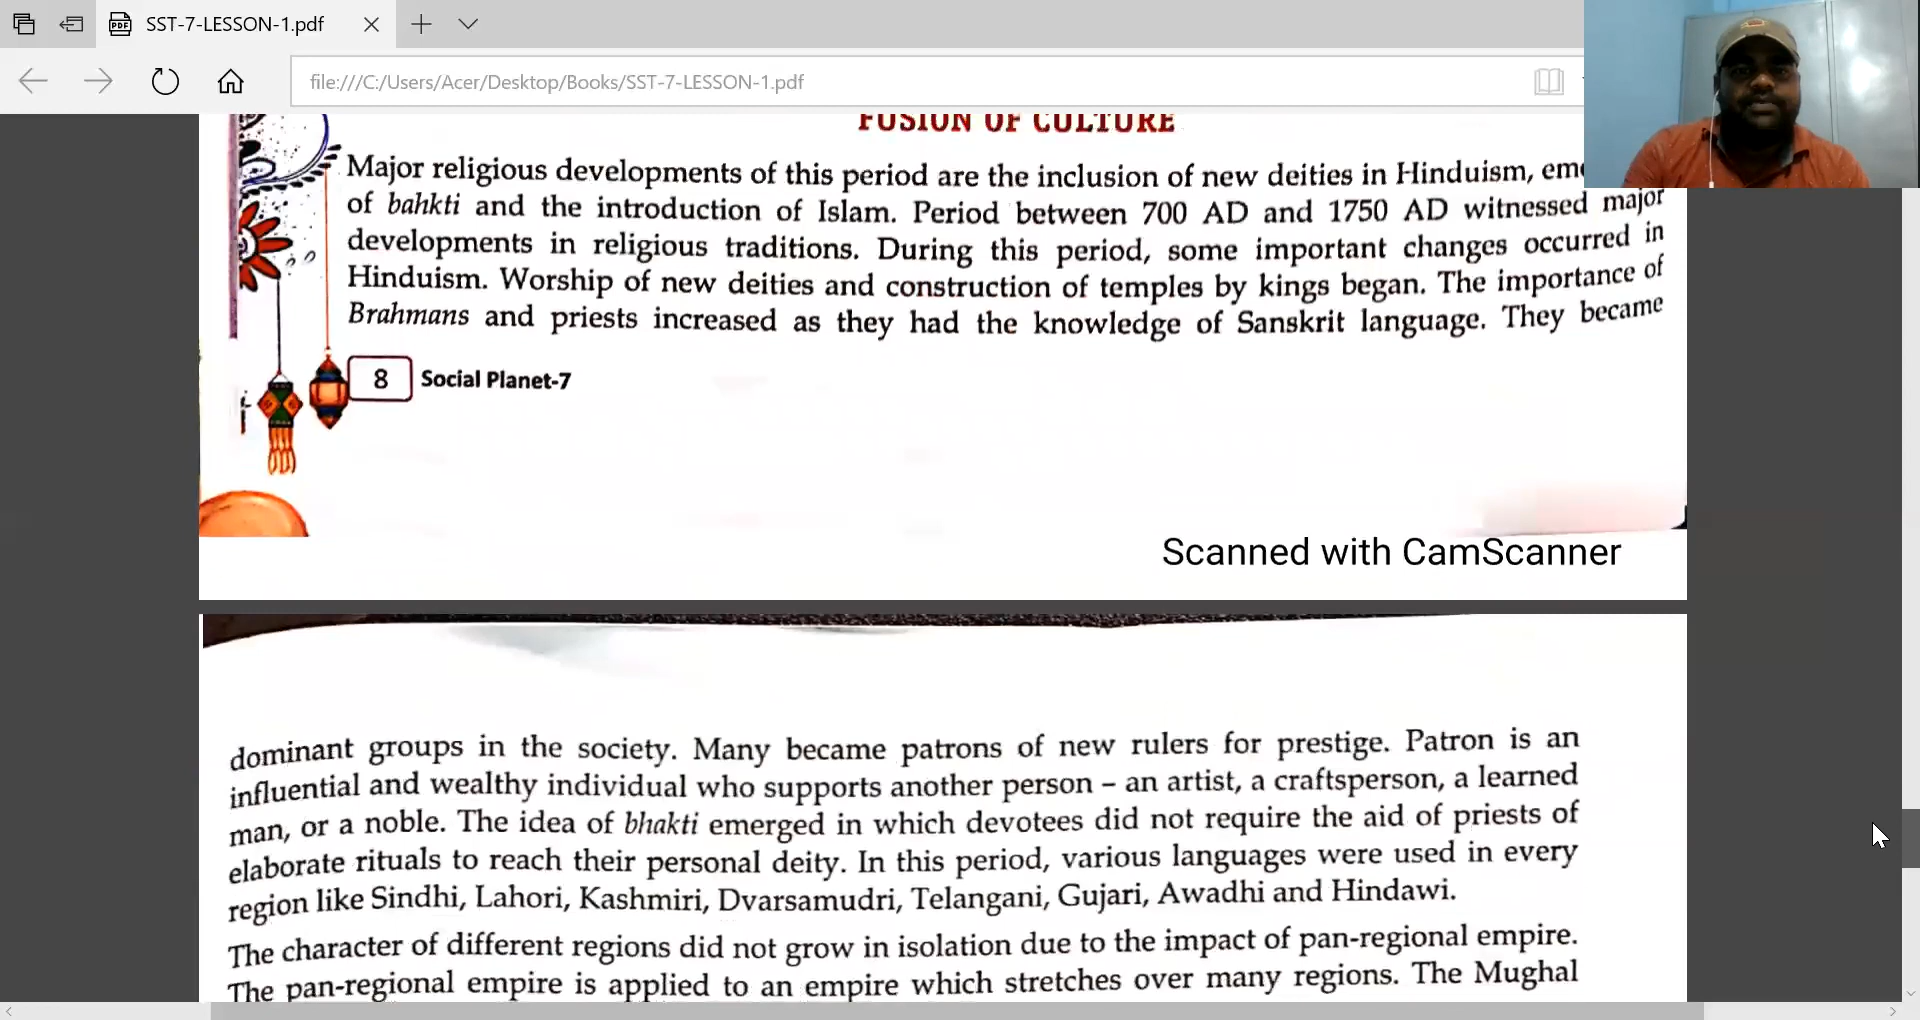 SST-7-LESSON-1.pdf
file:///C:/Users/Acer/Desktop/Books/SST-7-LESSON-1.pdf
FUSION OF CULTURE
Major religious developments of this period are the inclusion of new deities in Hinduism,
of bahkti and the introduction of Islam. Period between 700 AD and 1750 AD witnessed major
developments in religious traditions. During this period, some important changes occurred in
Hinduism. Worship of new deities and construction of temples by kings began. The importance of
Brahmans and priests increased as they had the knowledge of Sanskrit language. They became
8 Social Planet-7
Scanned with CamScanner
dominant groups in the society. Many became patrons of new rulers for prestige. Patron is an
influential and wealthy individual who supports another person – an artist, a craftsperson, a learned
man, or a noble. The idea of bhakti emerged in which devotees did not require the aid of priests of
elaborate rituals to reach their personal deity. In this period, various languages were used in every
region like Sindhi, Lahori, Kashmiri, Dvarsamudri, Telangani, Gujari, Awadhi and Hindawi.
The character of different regions did not grow in isolation due to the impact of pan-regional empire.
The pan-regional empire is applied to an empire which stretches over many regions. The Mughal